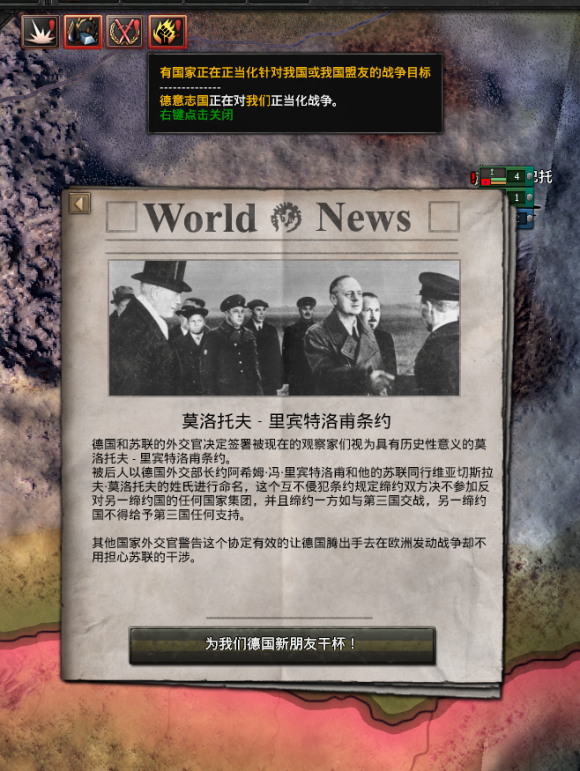 有国家正在正当化针对我国或我国盟友的战争目标
--------------
德意志国正在对我们正当化战争。
右键点击关闭
4
托
1
World News
莫洛托夫 - 里宾特洛甫条约
德国和苏联的外交官决定签署被现在的观察家们视为具有历史性意义的莫
洛托夫 - 里宾特洛甫条约。
被后人以德国外交部长约阿希姆·冯·里宾特洛甫和他的苏联同行维亚切斯拉
夫·莫洛托夫的姓氏进行命名，这个互不侵犯条约规定缔约双方决不参加反
对另一缔约国的任何国家集团，并且缔约一方如与第三国交战，另一缔约
国不得给予第三国任何支持。
其他国家外交官警告这个协定有效的让德国腾出手去在欧洲发动战争却不
用担心苏联的干涉。
为我们德国新朋友干杯！